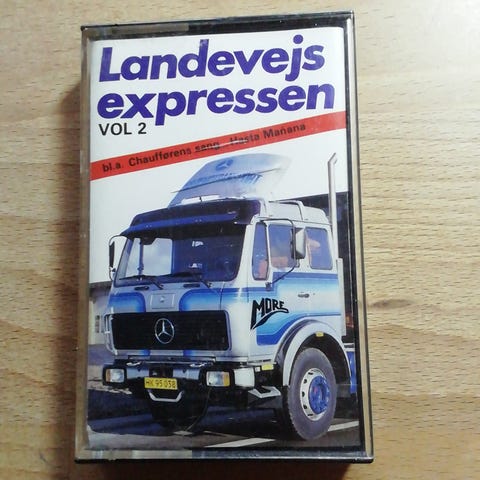 Landevejs
expressen
VOL 2
bl.a. Chaufførens sang - Hasta Mañana
MORE
HK 95 038